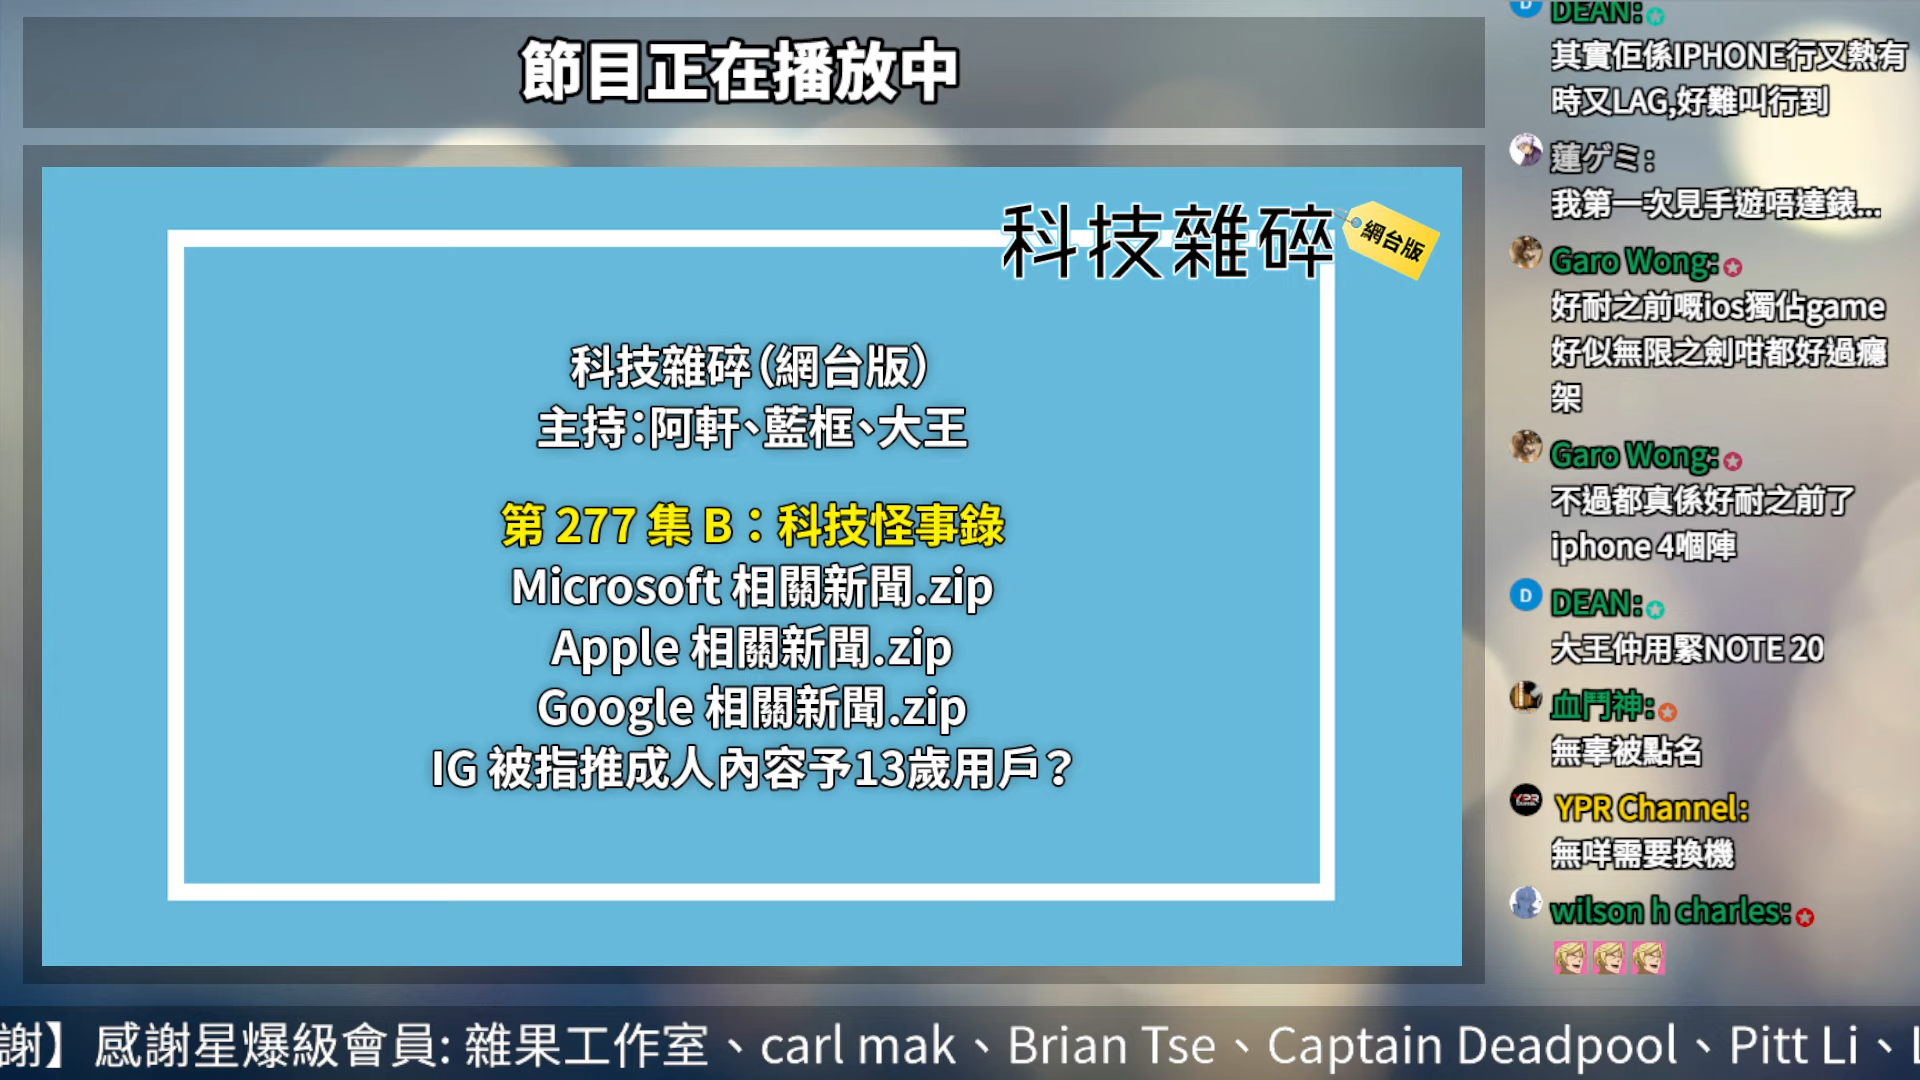 節目正在播放中
科技雜碎
網台版
科技雜碎（網台版）
主持：阿軒、藍框、大王
第 277 集 B：科技怪事錄
Microsoft 相關新聞.zip
Apple 相關新聞.zip
Google 相關新聞.zip
IG 被指推成人內容予13歲用戶？
D
DEAN:
其實佢係IPHONE行又熱有
時又LAG,好難叫行到
蓮ゲミ:
我第一次見手遊唔達錶...
Garo Wong:
好耐之前嘅ios獨佔game
好似無限之劍咁都好過癮
架
Garo Wong:
不過都真係好耐之前了
iphone 4嗰陣
D
DEAN:
大王仲用緊NOTE 20
血鬥神:
無辜被點名
YPR
YPR Channel:
無咩需要換機
wilson h charles:
謝】感謝星爆級會員: 雜果工作室、carl mak、Brian Tse、Captain Deadpool、Pitt Li、